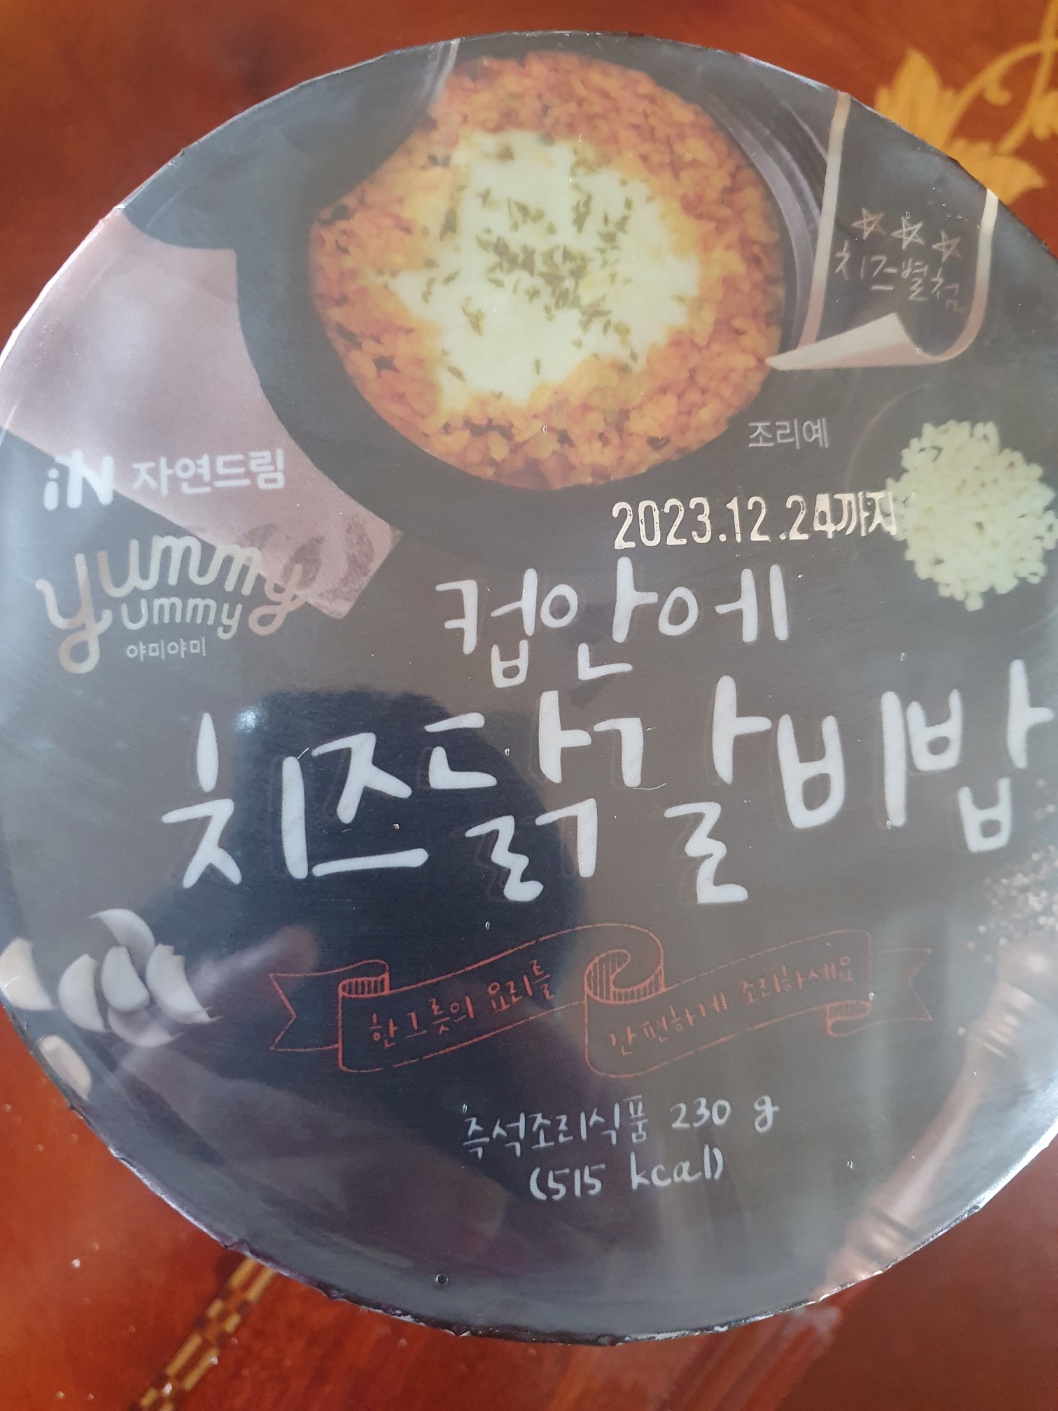 치즈별첨
조리예
iN 자연드림
2023.12.24까지
yummy
yummy
야미야미
컵안에
치즈닭갈비밥
한그릇의 요리를
간편하게 조리하세요
즉석조리식품 230 g
(515 kcal)